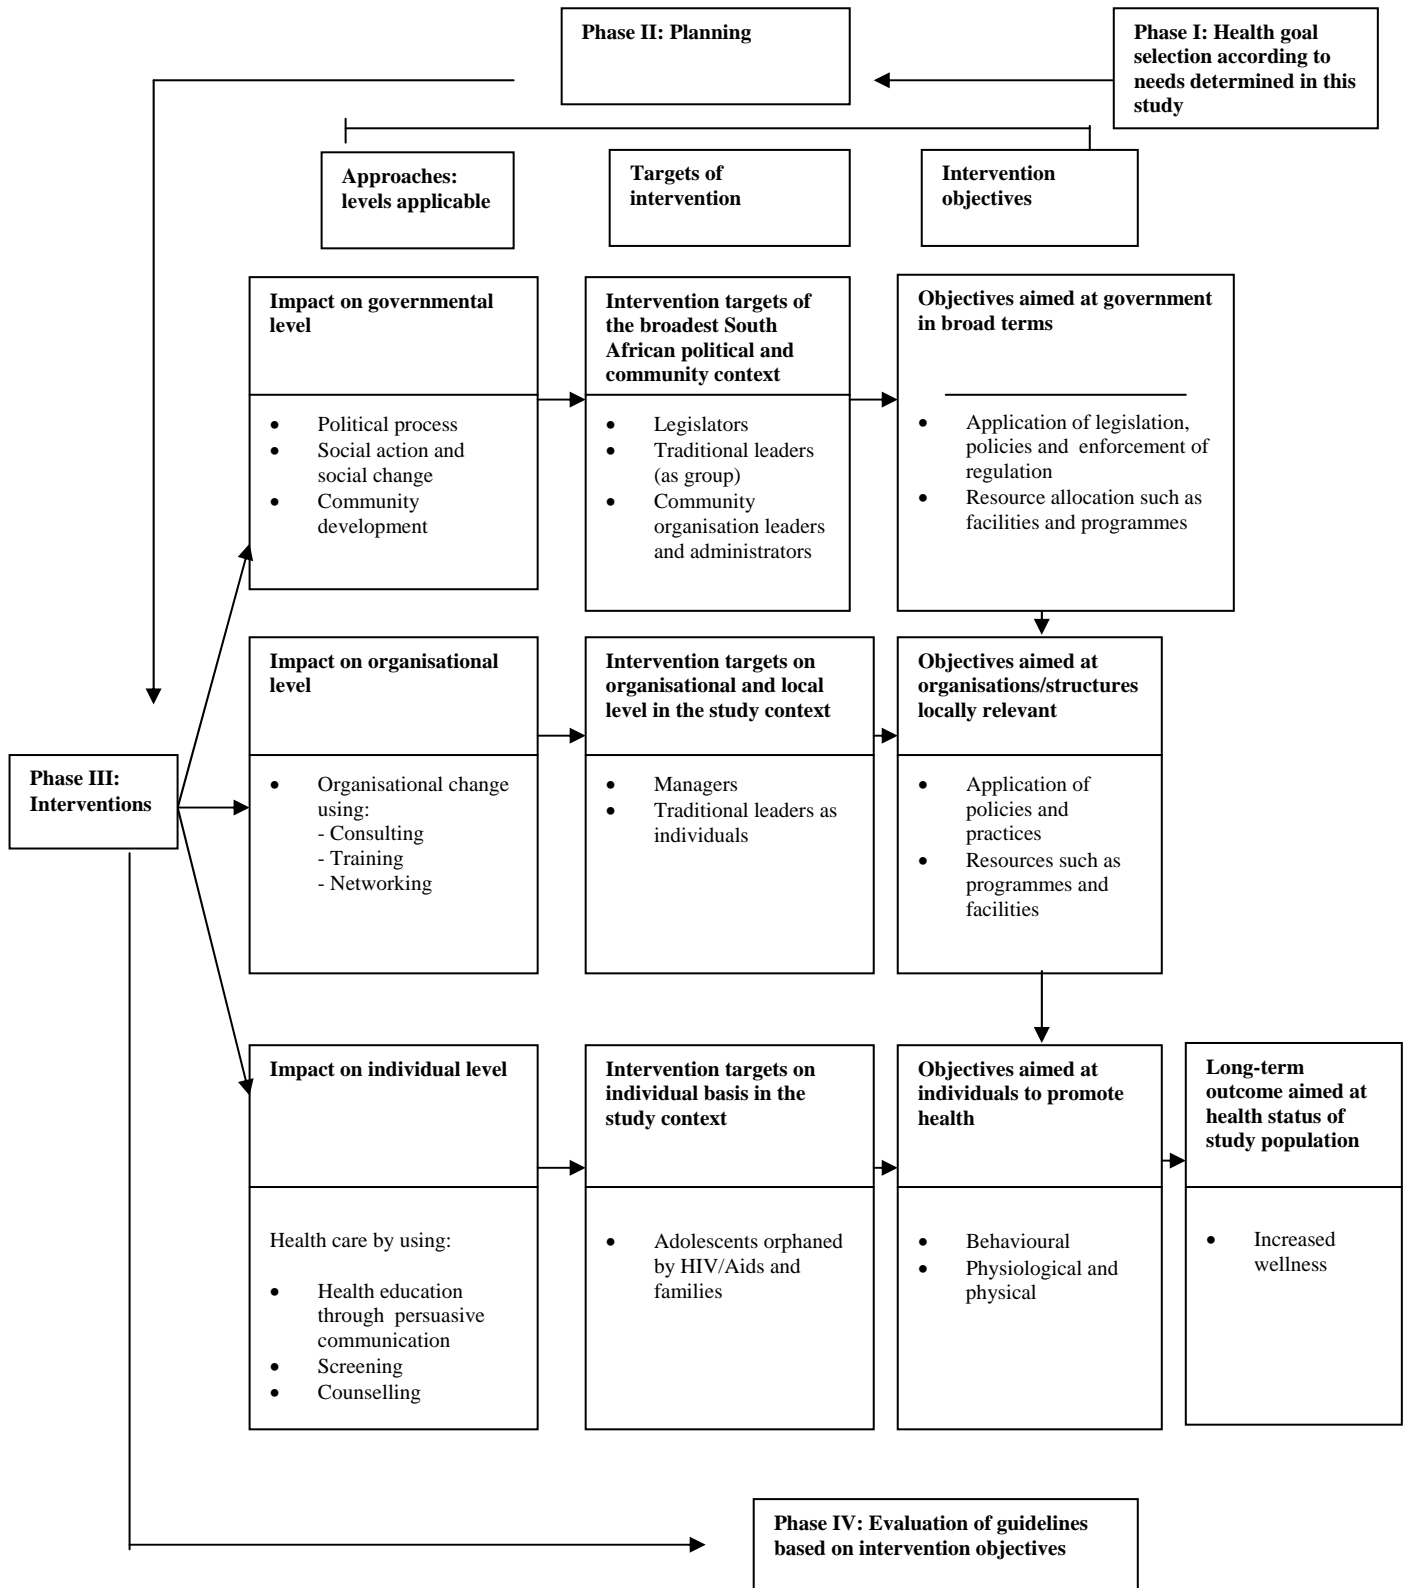 Phase II: Planning
Phase I: Health goal
selection according to
needs determined in this
study
Approaches:
levels applicable
Targets of
intervention
Intervention
objectives
Impact on governmental
level
• Political process
• Social action and
social change
• Community
development
Intervention targets of
the broadest South
African political and
community context
• Legislators
• Traditional leaders
(as group)
• Community
organisation leaders
and administrators
Objectives aimed at government
in broad terms
• Application of legislation,
policies and enforcement of
regulation
• Resource allocation such as
facilities and programmes
Phase III:
Interventions
Impact on organisational
level
• Organisational change
using:
- Consulting
- Training
- Networking
Intervention targets on
organisational and local
level in the study context
• Managers
• Traditional leaders as
individuals
Objectives aimed at
organisations/structures
locally relevant
• Application of
policies and
practices
• Resources such as
programmes and
facilities
Impact on individual level
Health care by using:
• Health education
through persuasive
communication
• Screening
• Counselling
Intervention targets on
individual basis in the
study context
• Adolescents orphaned
by HIV/Aids and
families
Objectives aimed at
individuals to promote
health
• Behavioural
• Physiological and
physical
Long-term
outcome aimed at
health status of
study population
• Increased
wellness
Phase IV: Evaluation of guidelines
based on intervention objectives